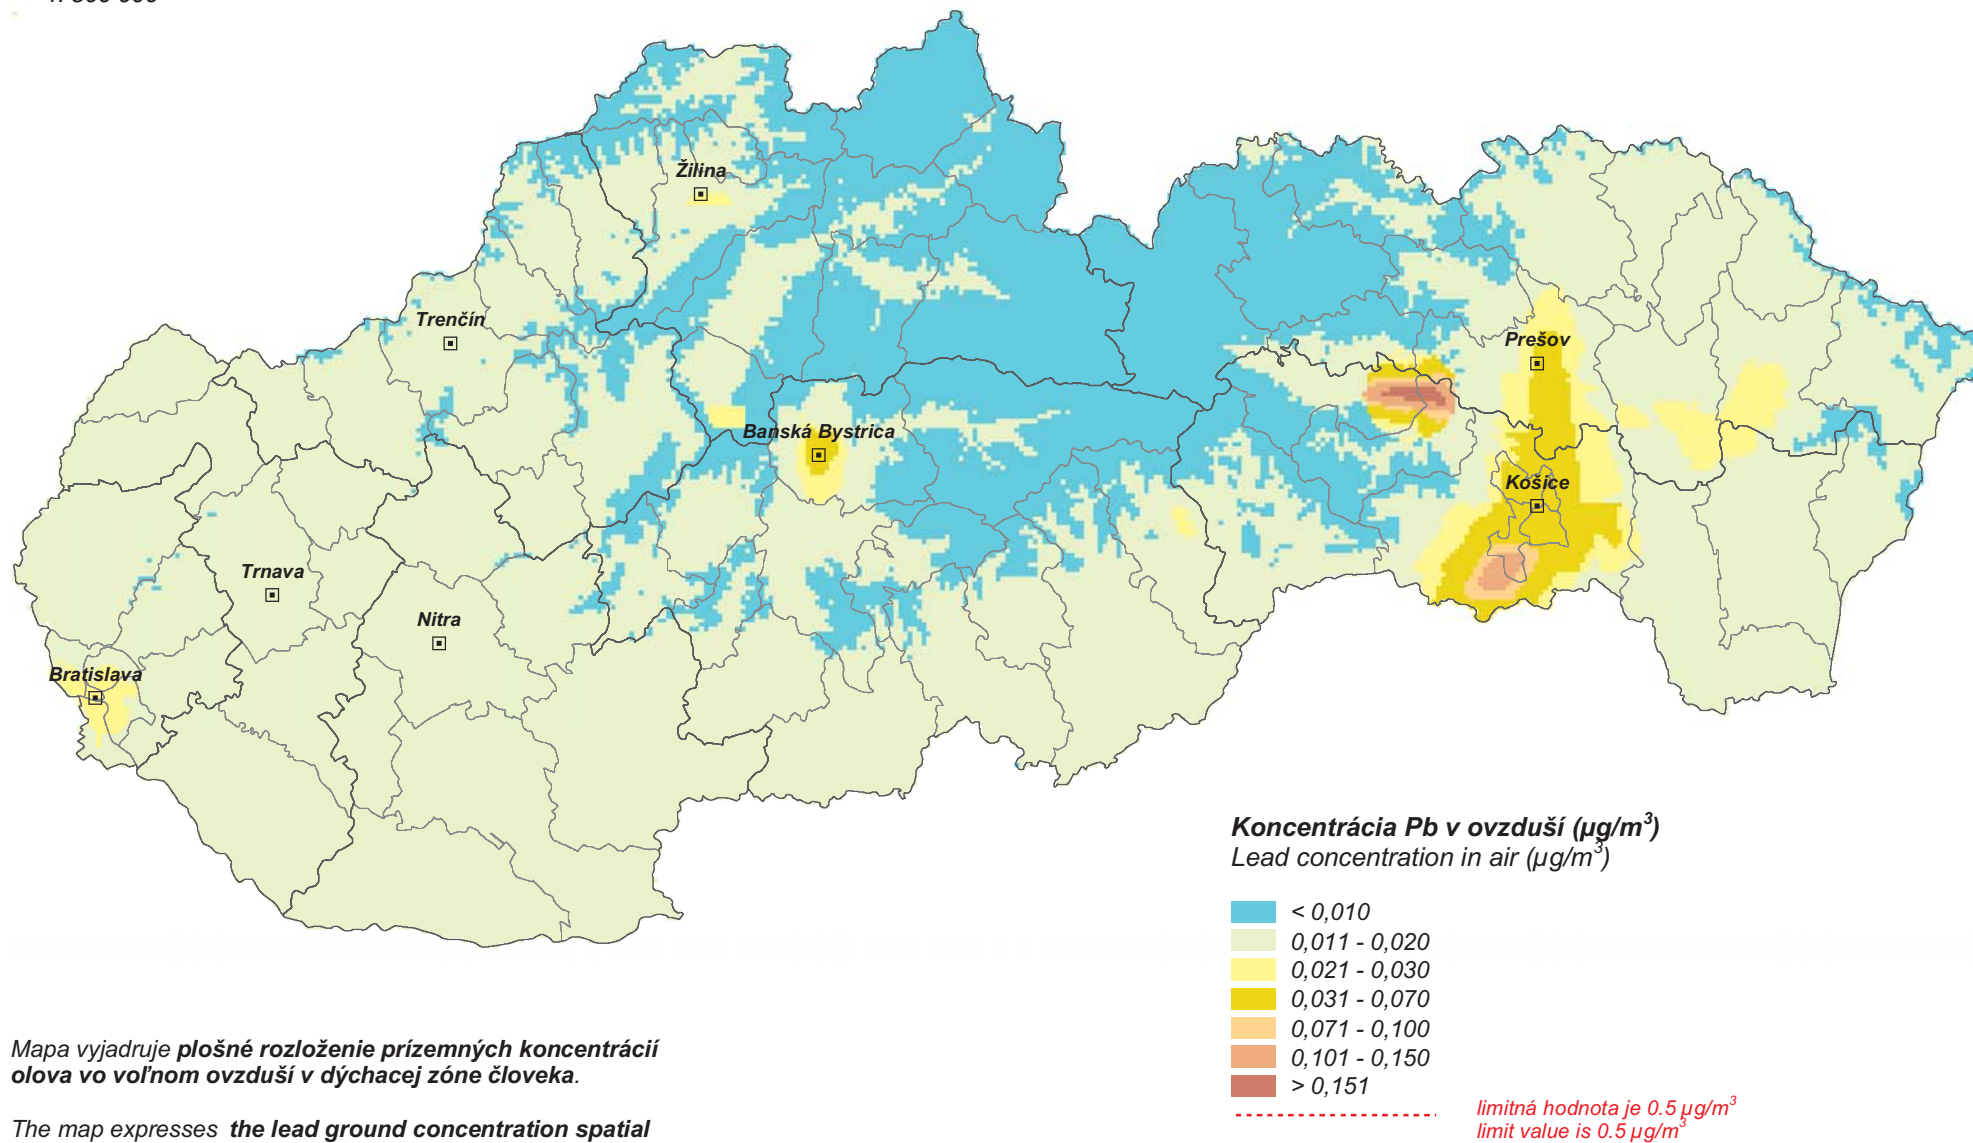 Žilina
Trenčín
Prešov
Banská Bystrica
Košice
Trnava
Nitra
Bratislava
Koncentrácia Pb v ovzduší (µg/m³)
Lead concentration in air (µg/m³)
< 0,010
0,011 - 0,020
0,021 - 0,030
0,031 - 0,070
0,071 - 0,100
0,101 - 0,150
> 0,151
limitná hodnota je 0.5 µg/m³
limit value is 0.5 µg/m³
Mapa vyjadruje plošné rozloženie prízemných koncentrácií
olova vo voľnom ovzduší v dýchacej zóne človeka.
The map expresses the lead ground concentration spatial